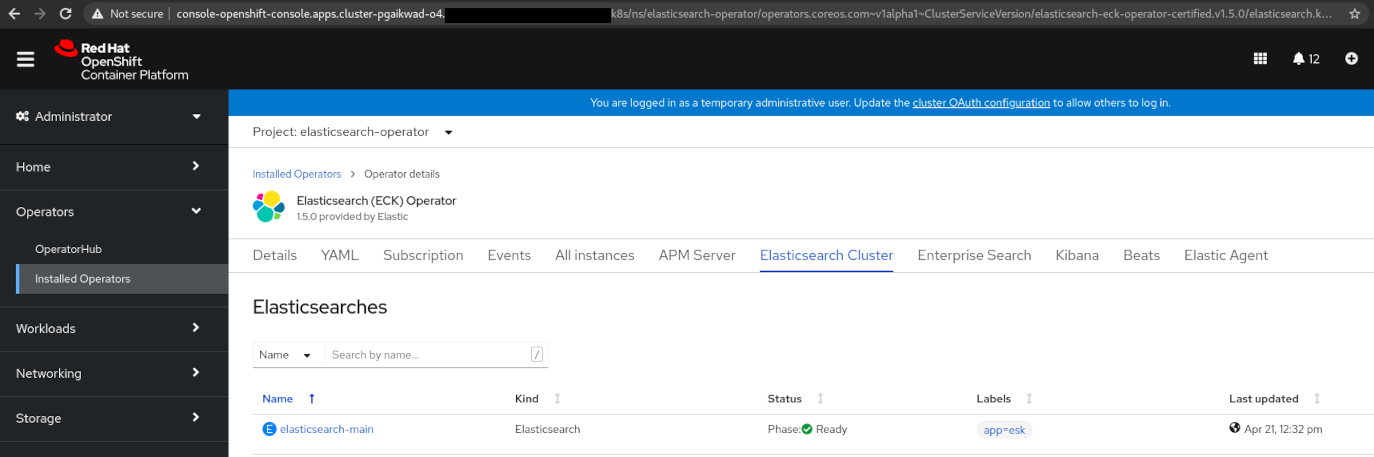 Not secure console-openshift-console.apps.cluster-pgaikwad-o4. k8s/ns/elasticsearch-operator/operators.coreos.com~v1alpha1~ClusterServiceVersion/elasticsearch-eck-operator-certified.v1.5.0/elasticsearch.k…
Red Hat
OpenShift
Container Platform
12
You are logged in as a temporary administrative user. Update the cluster OAuth configuration to allow others to log in.
Administrator
Home
Operators
OperatorHub
Installed Operators
Workloads
Networking
Storage
Project: elasticsearch-operator
Installed Operators > Operator details
Elasticsearch (ECK) Operator
1.5.0 provided by Elastic
Details YAML Subscription Events All instances APM Server Elasticsearch Cluster Enterprise Search Kibana Beats Elastic Agent
Elasticsearches
Name Search by name... /
Name Kind Status Labels Last updated
E elasticsearch-main Elasticsearch Phase: Ready app=esk Apr 21, 12:32 pm